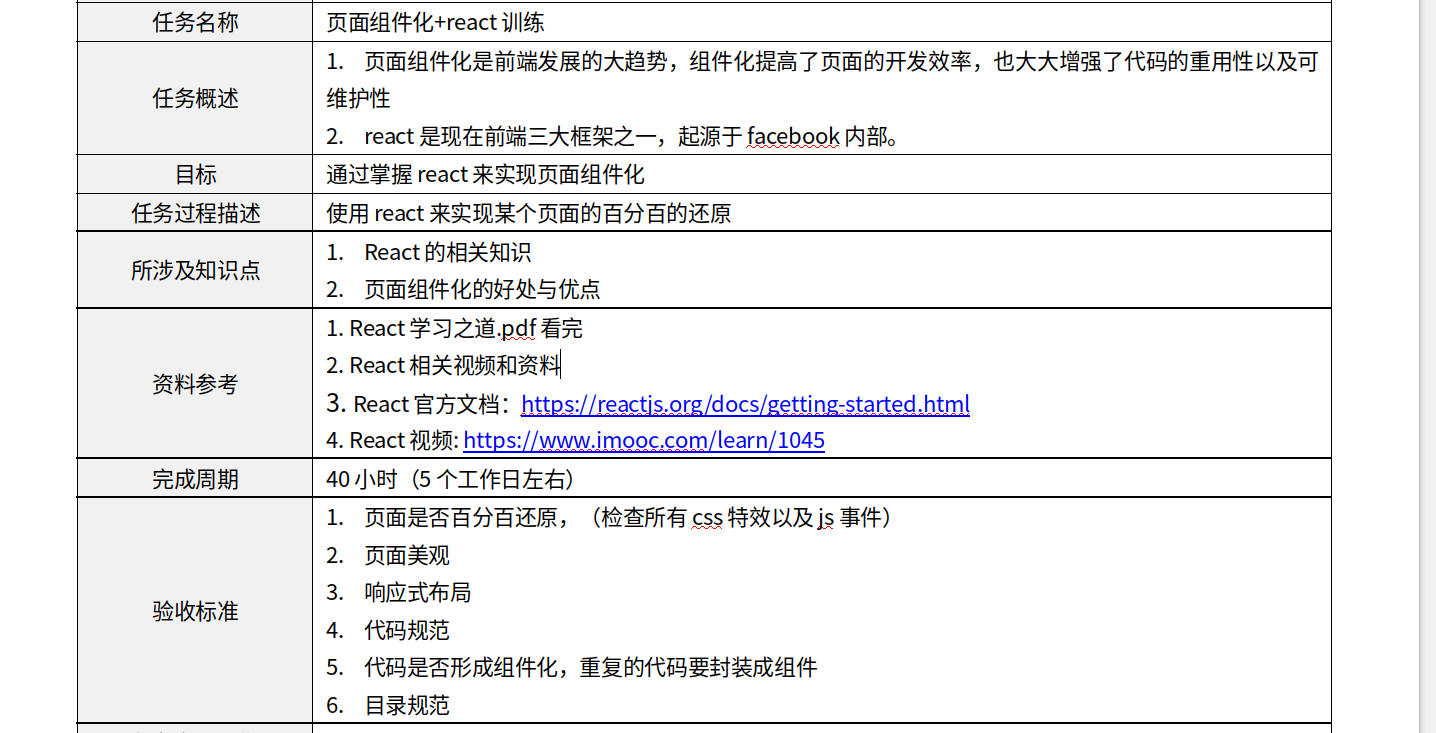 任务名称
页面组件化+react 训练
任务概述
1. 页面组件化是前端发展的大趋势，组件化提高了页面的开发效率，也大大增强了代码的重用性以及可
维护性
2. react 是现在前端三大框架之一，起源于 facebook 内部。
目标
通过掌握 react 来实现页面组件化
任务过程描述
使用 react 来实现某个页面的百分百的还原
所涉及知识点
1. React 的相关知识
2. 页面组件化的好处与优点
资料参考
1. React 学习之道.pdf 看完
2. React 相关视频和资料
3. React 官方文档：https://reactjs.org/docs/getting-started.html
4. React 视频: https://www.imooc.com/learn/1045
完成周期
40 小时（5 个工作日左右）
验收标准
1. 页面是否百分百还原，（检查所有 css 特效以及 js 事件）
2. 页面美观
3. 响应式布局
4. 代码规范
5. 代码是否形成组件化，重复的代码要封装成组件
6. 目录规范